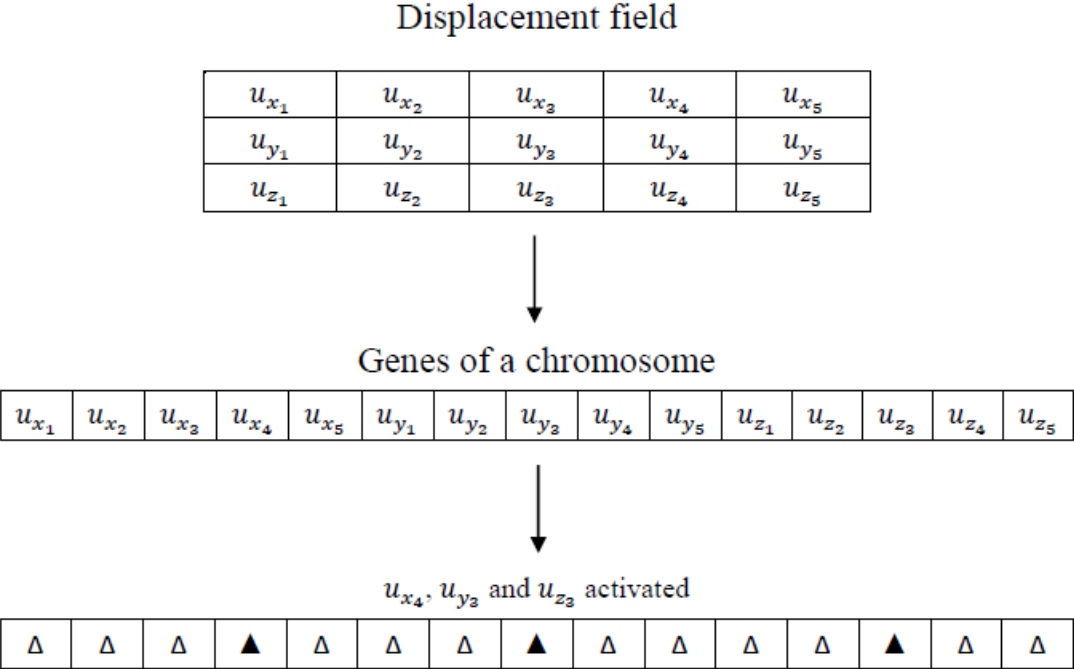 Displacement field
u_{x_1} u_{x_2} u_{x_3} u_{x_4} u_{x_5}
u_{y_1} u_{y_2} u_{y_3} u_{y_4} u_{y_5}
u_{z_1} u_{z_2} u_{z_3} u_{z_4} u_{z_5}
Genes of a chromosome
u_{x_1} u_{x_2} u_{x_3} u_{x_4} u_{x_5} u_{y_1} u_{y_2} u_{y_3} u_{y_4} u_{y_5} u_{z_1} u_{z_2} u_{z_3} u_{z_4} u_{z_5}
u_{x_4}, u_{y_3} and u_{z_3} activated
Δ Δ Δ ▲ Δ Δ Δ ▲ Δ Δ Δ Δ ▲ Δ Δ